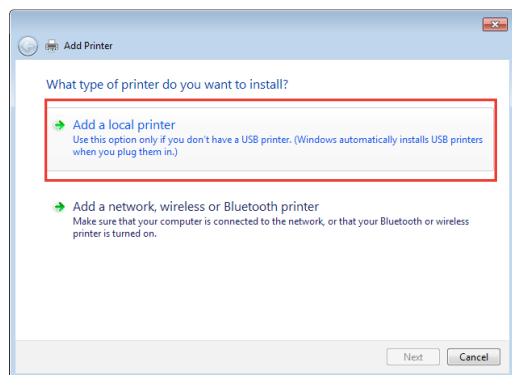 Add Printer
What type of printer do you want to install?
Add a local printer
Use this option only if you don't have a USB printer. (Windows automatically installs USB printers
when you plug them in.)
Add a network, wireless or Bluetooth printer
Make sure that your computer is connected to the network, or that your Bluetooth or wireless
printer is turned on.
Next Cancel